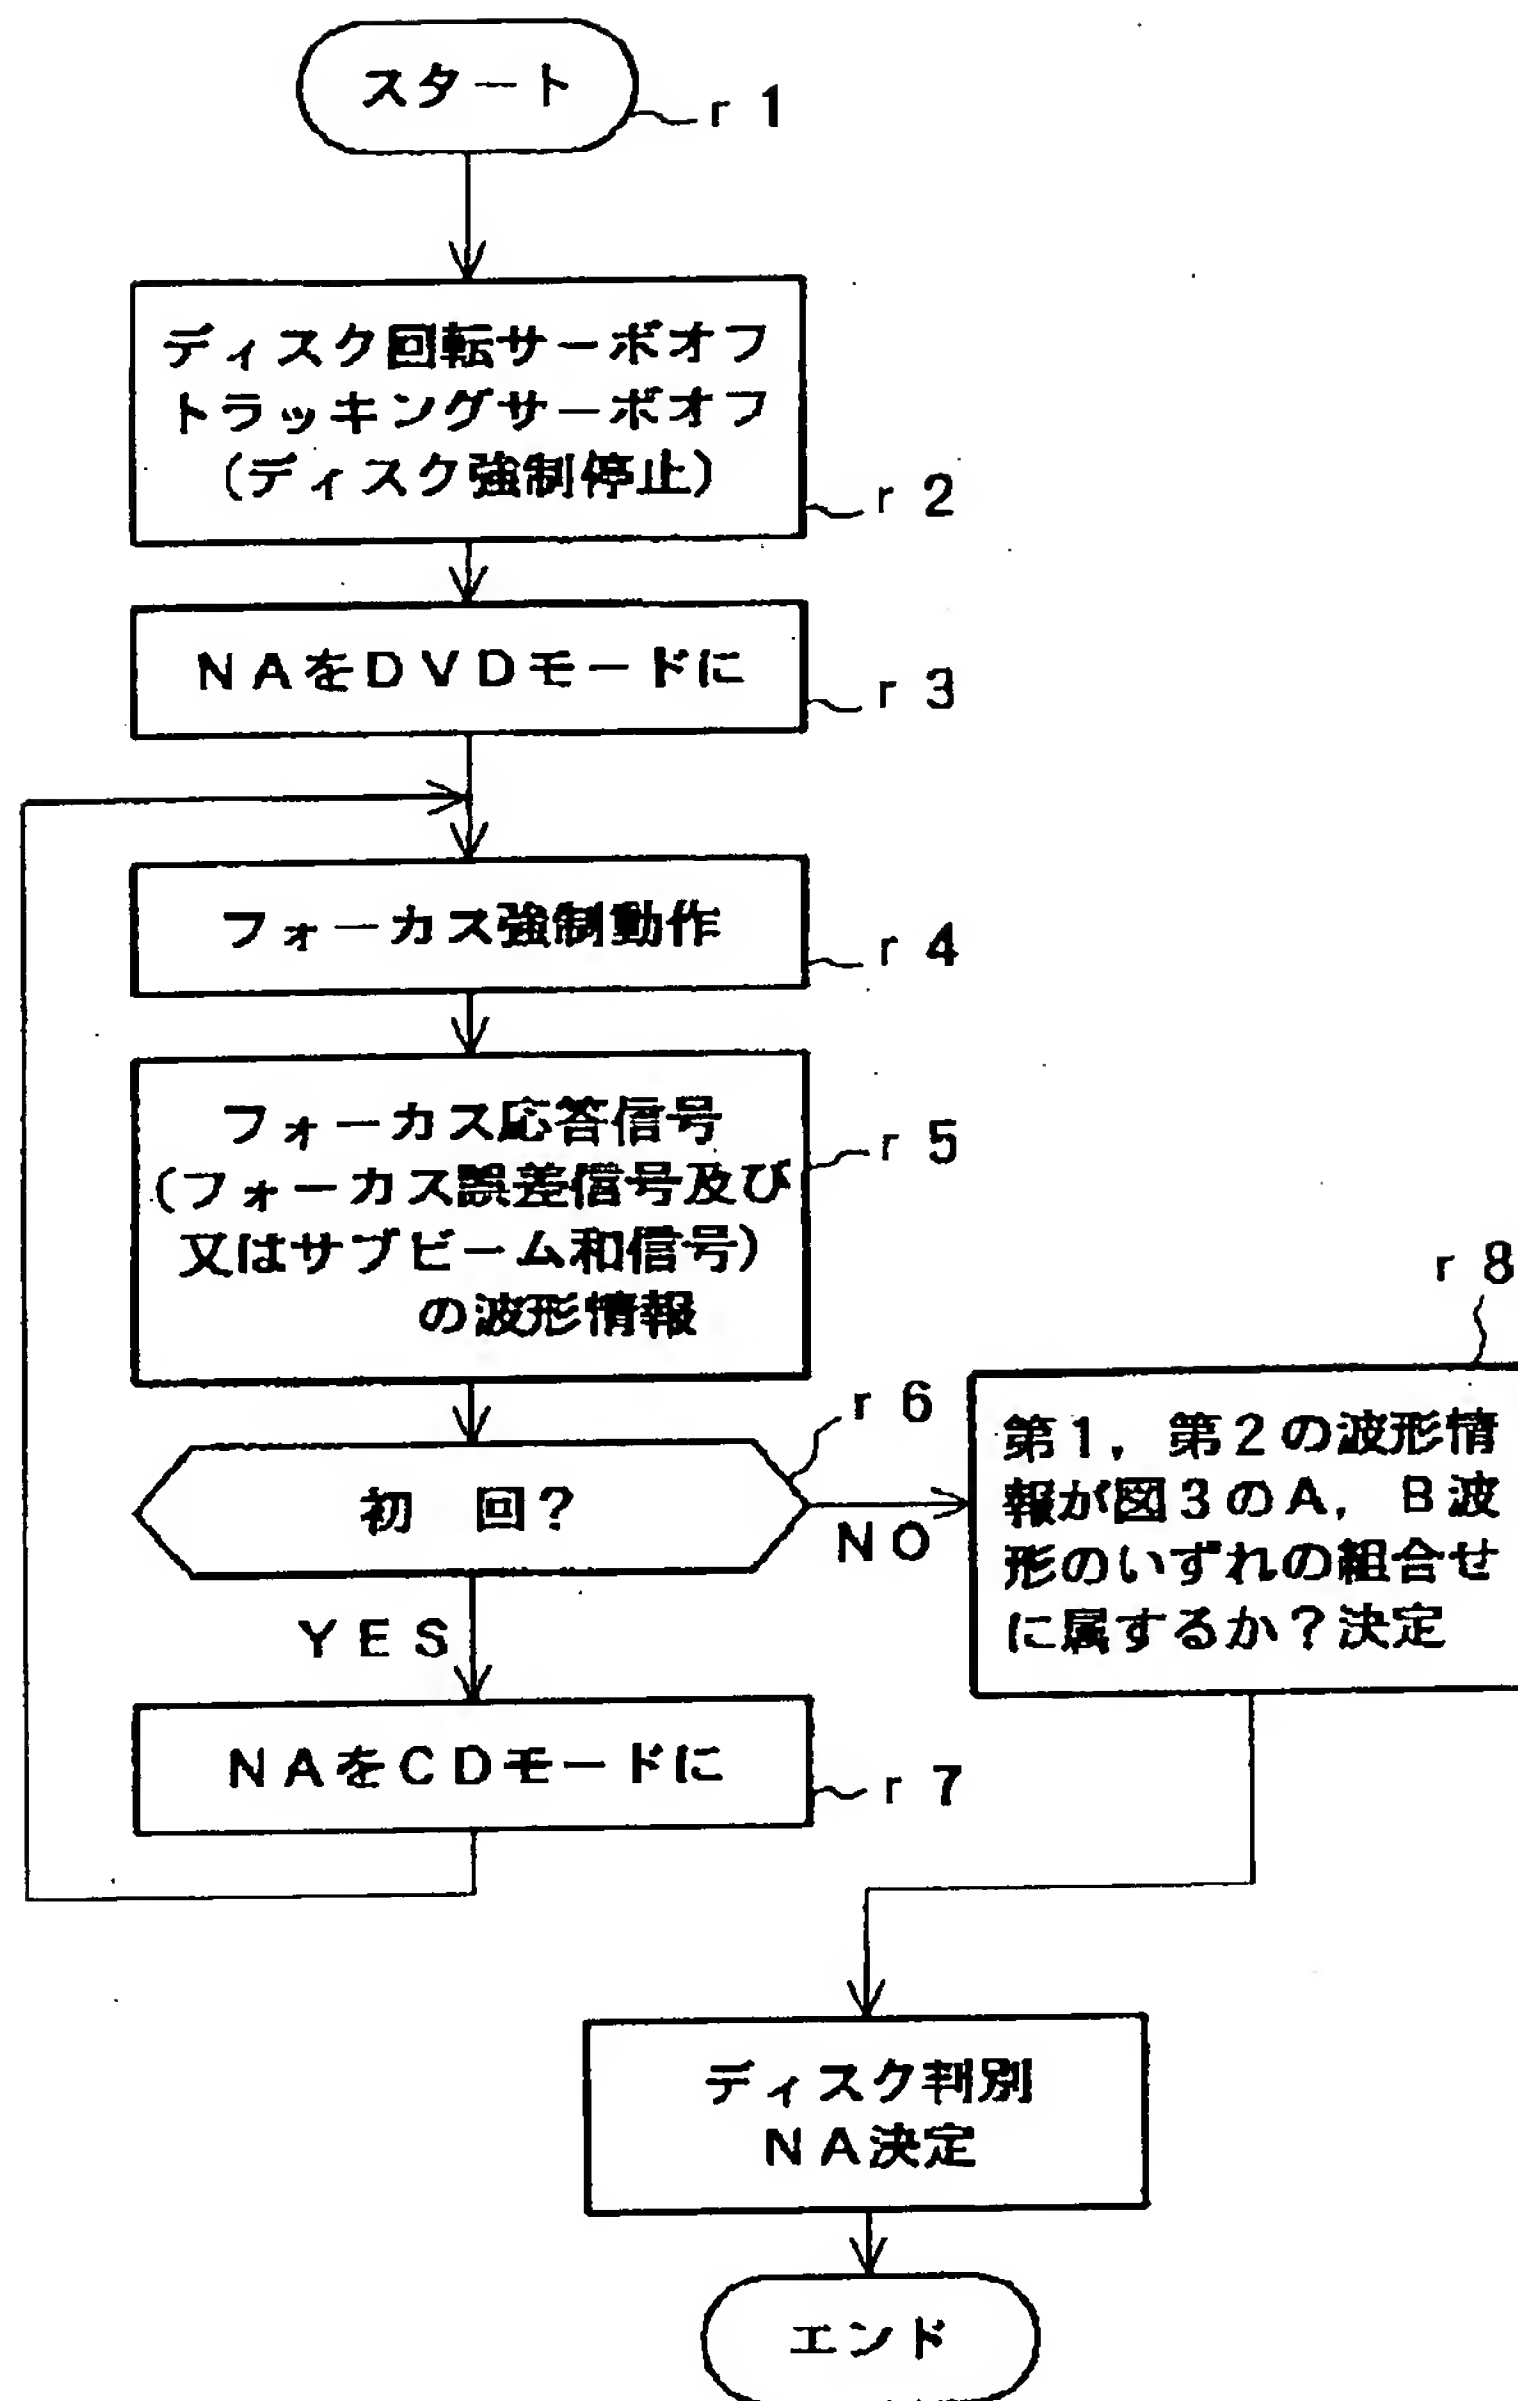 スタート
r 1
ディスク回転サーボオフ
トラッキングサーボオフ
(ディスク強制停止)
r 2
NAをDVDモードに
r 3
フォーカス強制動作
r 4
フォーカス応答信号
(フォーカス誤差信号及び
又はサブビーム和信号)
の波形情報
r 5
初 回?
r 6
NO
YES
NAをCDモードに
r 7
r 8
第1, 第2の波形情
報が図3のA, B波
形のいずれの組合せ
に属するか?決定
ディスク判別
NA決定
エンド